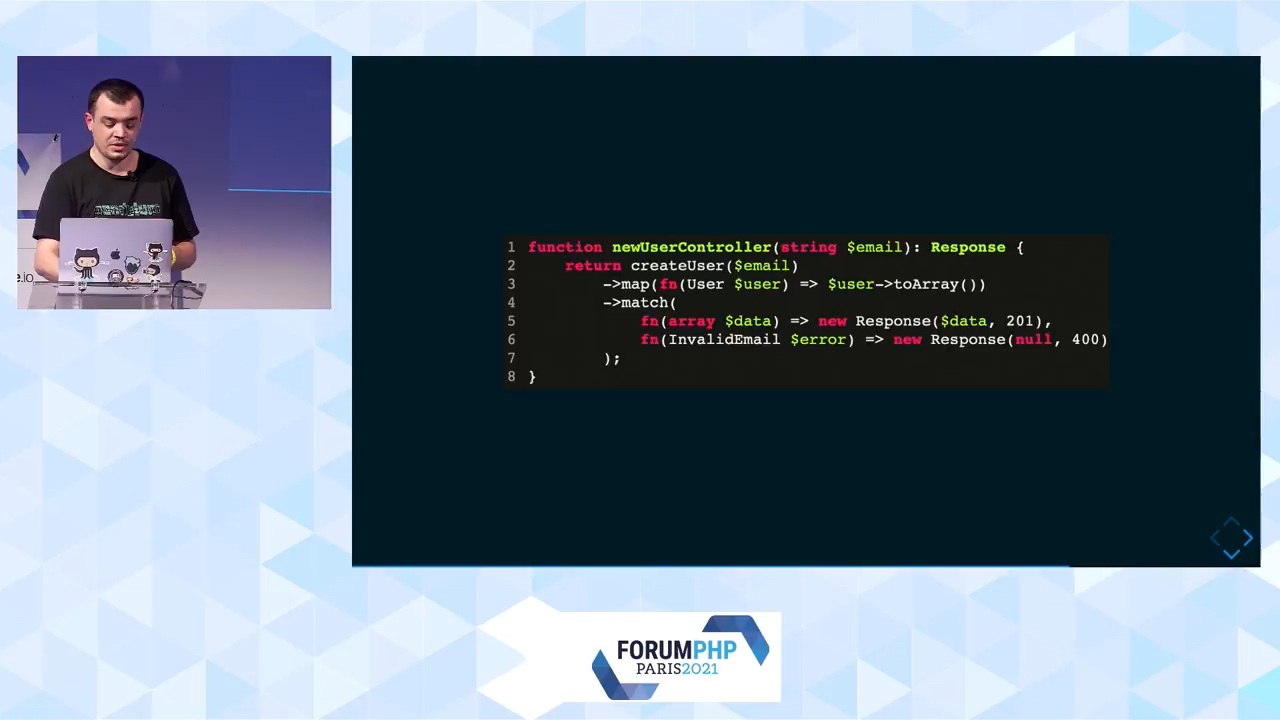 e.io
1 function newUserController(string $email): Response {
2 return createUser($email)
3 ->map(fn(User $user) => $user->toArray())
4 ->match(
5 fn(array $data) => new Response($data, 201),
6 fn(InvalidEmail $error) => new Response(null, 400)
7 );
8 }
FORUMPHP
PARIS2021